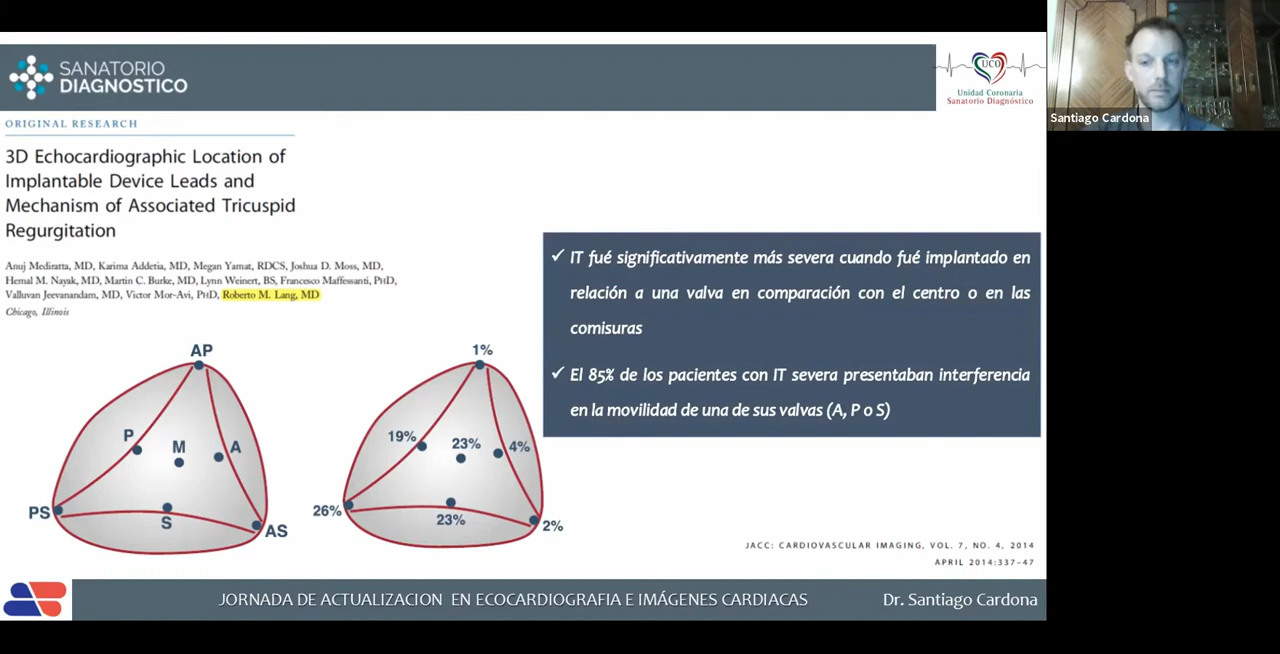 SANATORIO
DIAGNOSTICO
UCO
Unidad Coronaria
Sanatorio Diagnóstico
Santiago Cardona
ORIGINAL RESEARCH
3D Echocardiographic Location of
Implantable Device Leads and
Mechanism of Associated Tricuspid
Regurgitation
Anuj Mediratta, MD, Karima Addetia, MD, Megan Yamat, RDCS, Joshua D. Moss, MD,
Hemal M. Nayak, MD, Martin C. Burke, MD, Lynn Weinert, BS, Francesco Maffessanti, PHD,
Valluvan Jeevanandam, MD, Victor Mor-Avi, PHD, Roberto M. Lang, MD
Chicago, Illinois
✓ IT fué significativamente más severa cuando fué implantado en
relación a una valva en comparación con el centro o en las
comisuras
✓ El 85% de los pacientes con IT severa presentaban interferencia
en la movilidad de una de sus valvas (A, P o S)
AP
P
M
A
PS
S
AS
1%
19%
23%
4%
26%
23%
2%
JACC: CARDIOVASCULAR IMAGING, VOL. 7, NO. 4, 2014
APRIL 2014:337–47
JORNADA DE ACTUALIZACION EN ECOCARDIOGRAFIA E IMÁGENES CARDIACAS
Dr. Santiago Cardona